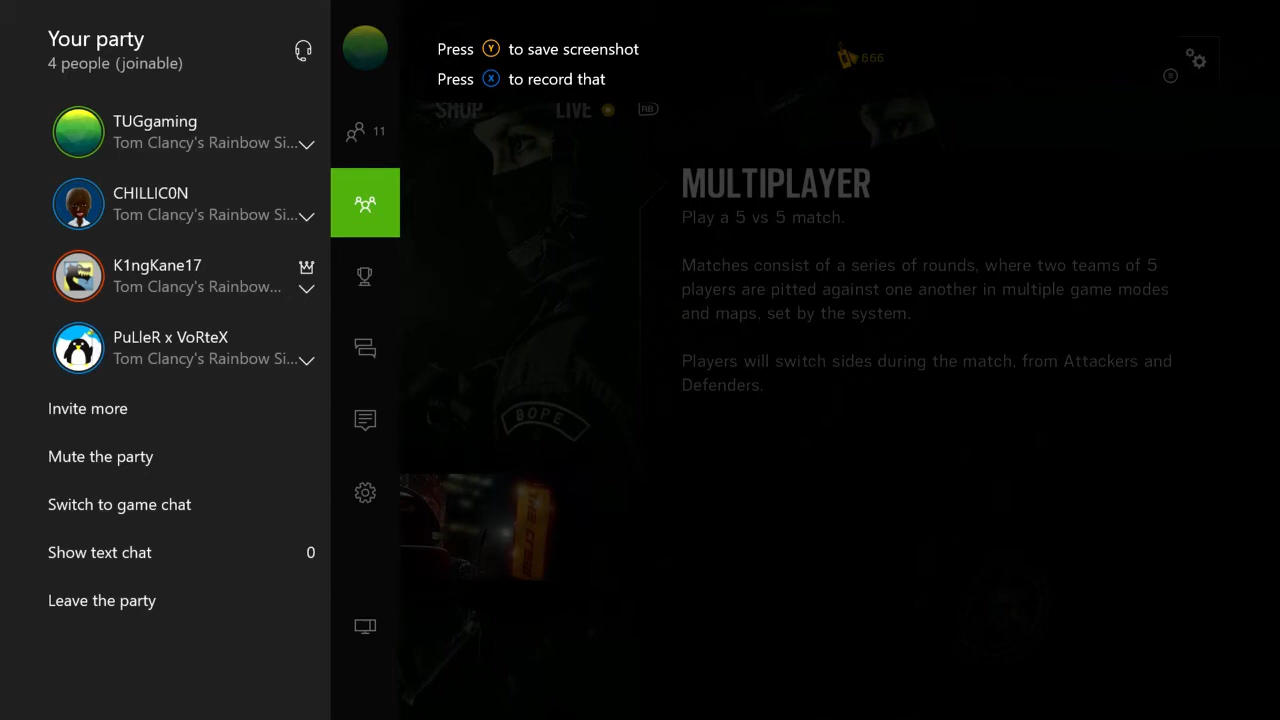 Your party
4 people (joinable)
TUGgaming
Tom Clancy's Rainbow Si...
CHILLIC0N
Tom Clancy's Rainbow Si...
K1ngKane17
Tom Clancy's Rainbow...
PuLleR x VoRteX
Tom Clancy's Rainbow Si...
Invite more
Mute the party
Switch to game chat
Show text chat 0
Leave the party
11
Press Y to save screenshot
Press X to record that
666
SHOP LIVE RB
MULTIPLAYER
Play a 5 vs 5 match.
Matches consist of a series of rounds, where two teams of 5
players are pitted against one another in multiple game modes
and maps, set by the system.
Players will switch sides during the match, from Attackers and
Defenders.
BOPE
THE CREW